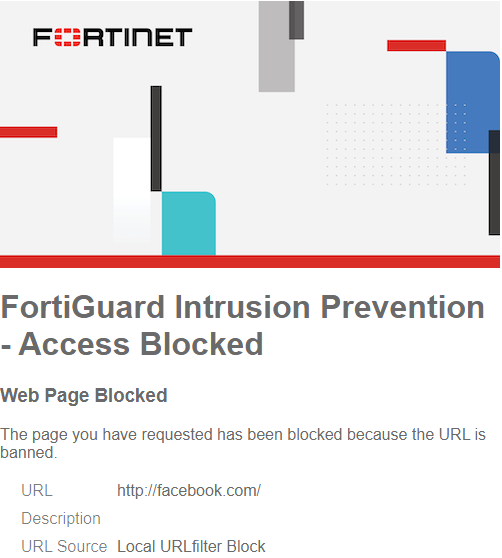 FORTINET
FortiGuard Intrusion Prevention
- Access Blocked
Web Page Blocked
The page you have requested has been blocked because the URL is
banned.
URL http://facebook.com/
Description
URL Source Local URLfilter Block